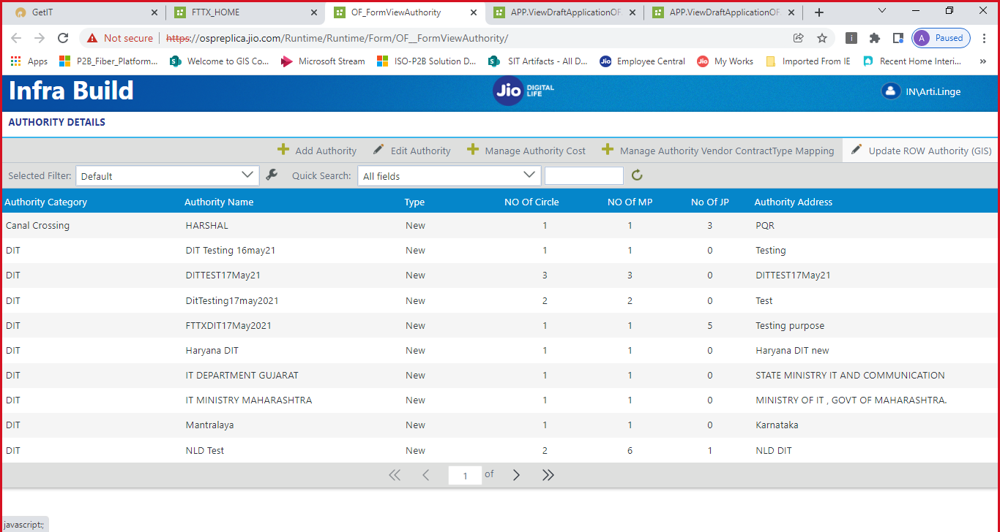 GetIT
FTTX_HOME
OF_FormViewAuthority
APP.ViewDraftApplicationOF
APP.ViewDraftApplicationOF
Not secure
https://ospreplica.jio.com/Runtime/Runtime/Form/OF__FormViewAuthority/
A Paused
Apps P2B_Fiber_Platform... Welcome to GIS Co... Microsoft Stream ISO-P2B Solution D... SIT Artifacts - All D... Jio Employee Central Jio My Works Imported From IE Recent Home Interi... »
Infra Build
Jio DIGITAL
LIFE
IN\Arti.Linge
AUTHORITY DETAILS
Add Authority Edit Authority Manage Authority Cost Manage Authority Vendor ContractType Mapping Update ROW Authority (GIS)
Selected Filter: Default Quick Search: All fields
Authority Category Authority Name Type NO Of Circle NO Of MP No Of JP Authority Address
Canal Crossing HARSHAL New 1 1 3 PQR
DIT DIT Testing 16may21 New 1 1 0 Testing
DIT DITTEST17May21 New 3 3 0 DITTEST17May21
DIT DitTesting17may2021 New 2 2 0 Test
DIT FTTXDIT17May2021 New 1 1 5 Testing purpose
DIT Haryana DIT New 1 1 0 Haryana DIT new
DIT IT DEPARTMENT GUJARAT New 1 1 0 STATE MINISTRY IT AND COMMUNICATION
DIT IT MINISTRY MAHARASHTRA New 1 1 0 MINISTRY OF IT , GOVT OF MAHARASHTRA.
DIT Mantralaya New 1 1 0 Karnataka
DIT NLD Test New 2 6 1 NLD DIT
1 of
javascript:;